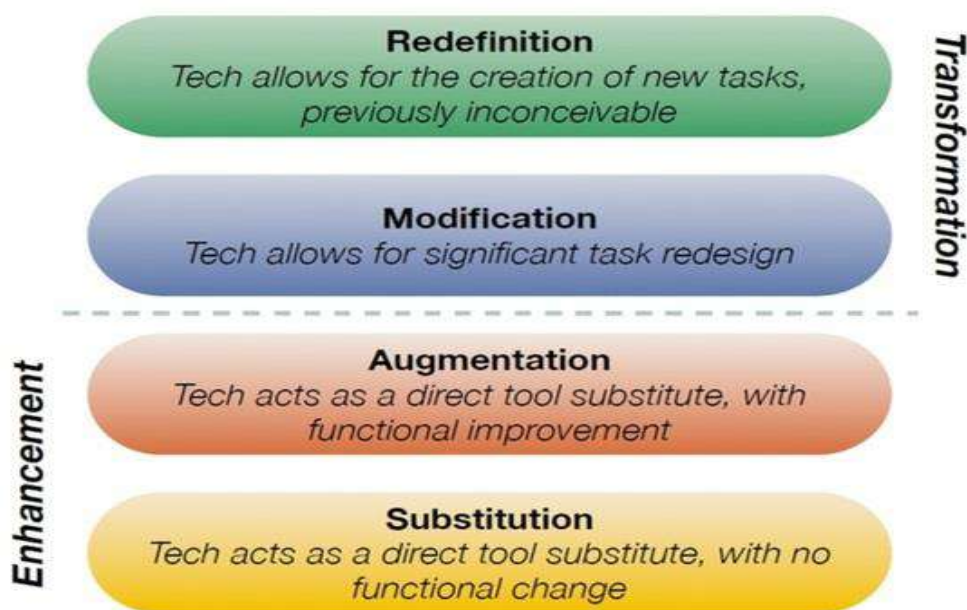 Redefinition
Tech allows for the creation of new tasks,
previously inconceivable
Transformation
Modification
Tech allows for significant task redesign
Augmentation
Tech acts as a direct tool substitute, with
functional improvement
Enhancement
Substitution
Tech acts as a direct tool substitute, with no
functional change